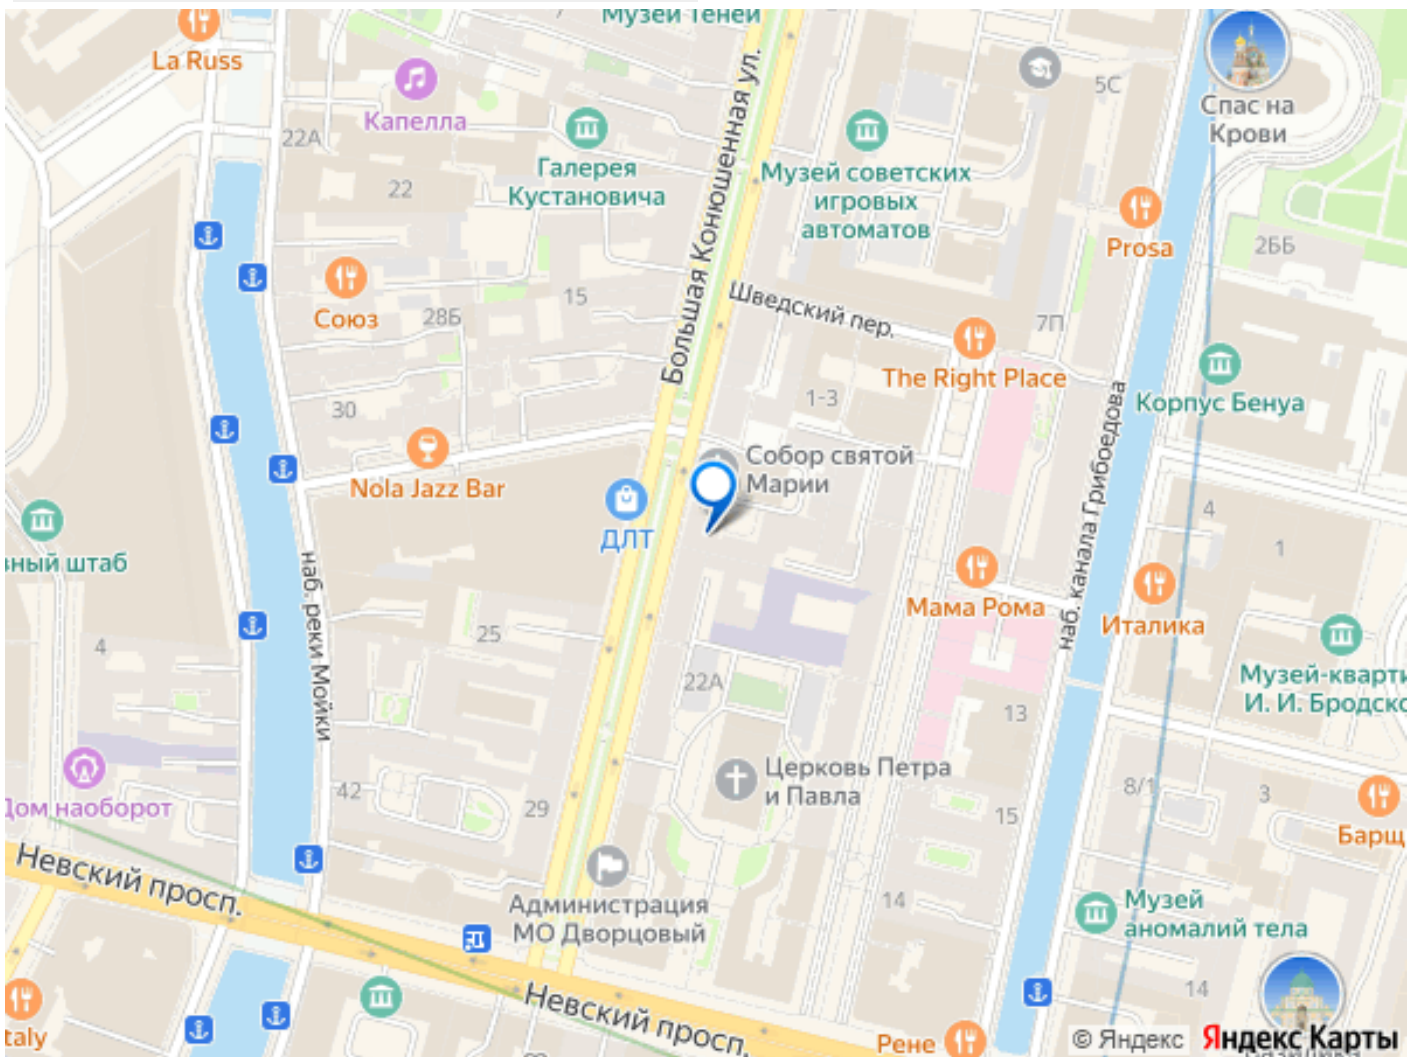 Музей Теней
La Russ
5С
Спас на
Крови
Капелла
22А
Галерея
Кустановича
Музей советских
игровых
автоматов
22
Большая Конюшенная ул.
Prosa
2ББ
Союз
28Б
15
Шведский пер.
7П
The Right Place
1-3
Корпус Бенуа
30
Собор святой
Марии
Nola Jazz Bar
наб. канала Грибоедова
4
ДЛТ
1
наб. реки Мойки
Мама Рома
Италика
25
4
Музей-кварти
И. И. Бродско
22А
13
Церковь Петра
и Павла
42
8/1
3
Дом наоборот
29
15
Барщ
Невский просп.
Администрация
МО Дворцовый
14
Музей
аномалий тела
Невский просп.
14
taly
Рене
© Яндекс
Яндекс Карты